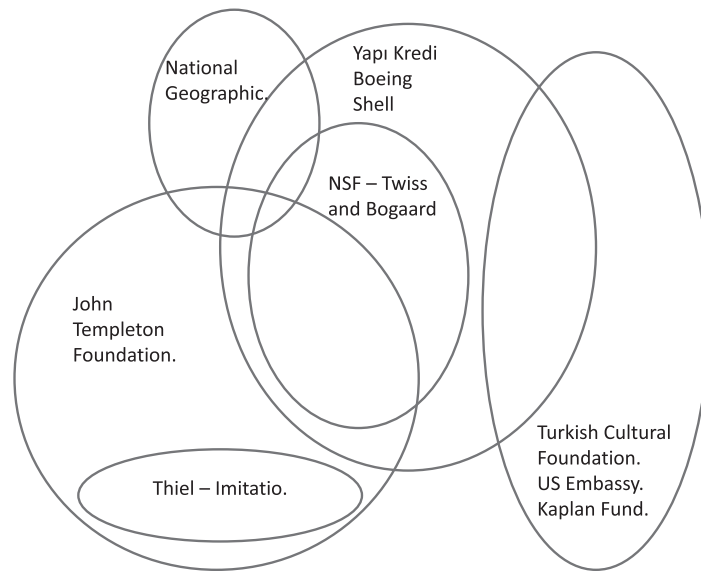 National
Geographic.
Yapı Kredi
Boeing
Shell
NSF – Twiss
and Bogaard
John
Templeton
Foundation.
Thiel – Imitatio.
Turkish Cultural
Foundation.
US Embassy.
Kaplan Fund.